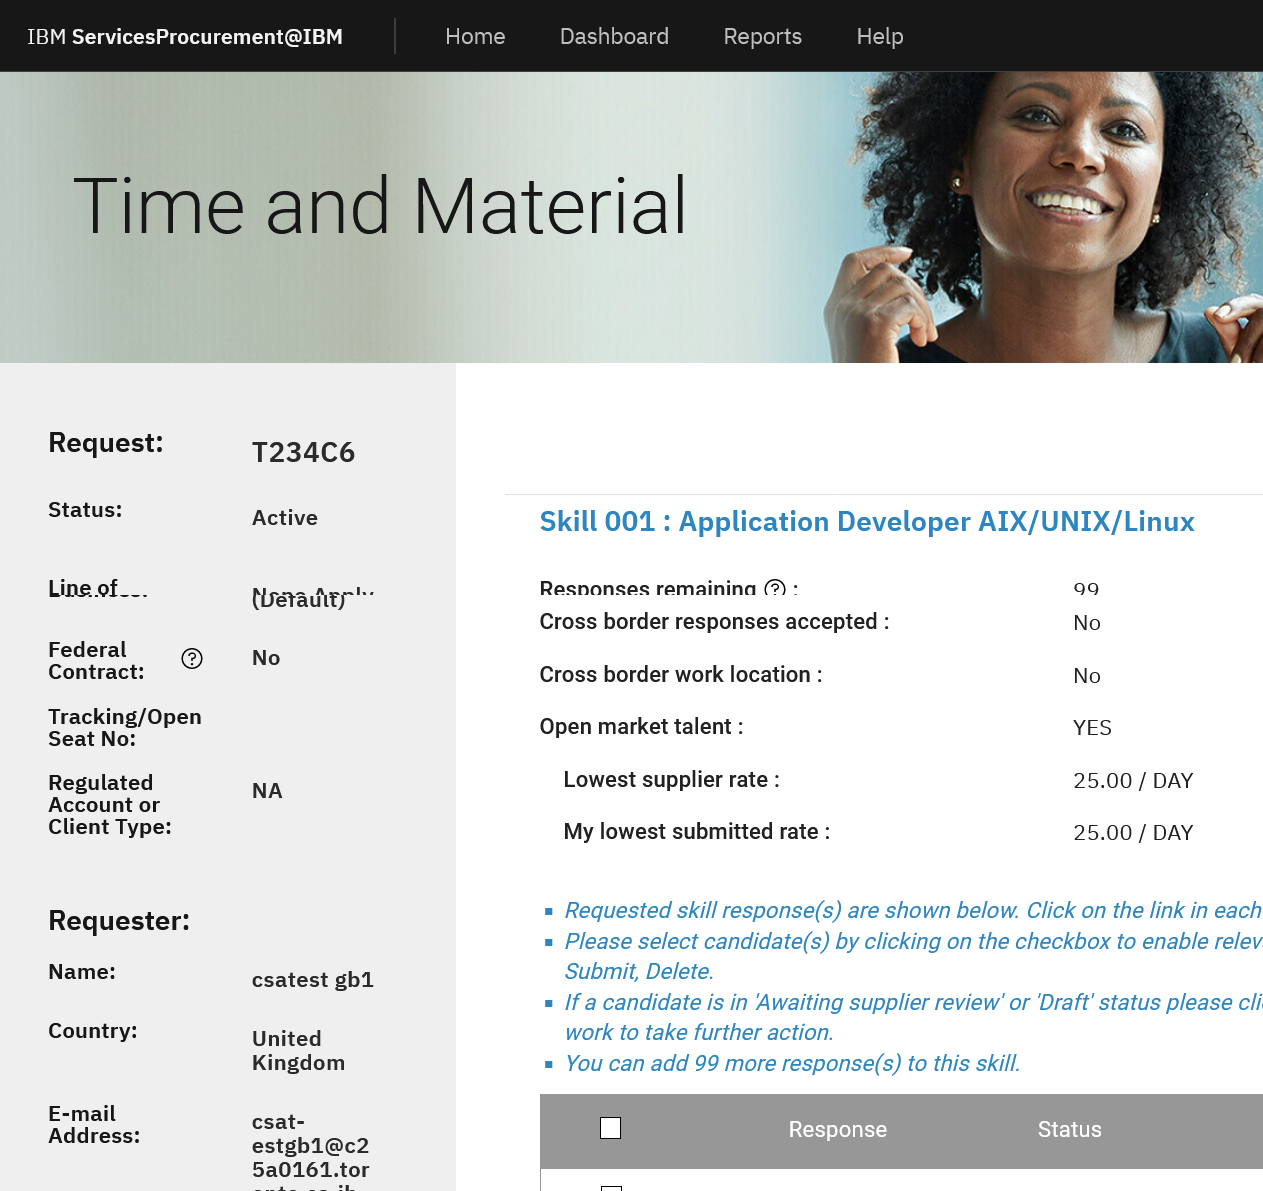 IBM ServicesProcurement@IBM
Home
Dashboard
Reports
Help
Time and Material
Request:
T234C6
Status:
Active
Line of
(Default)
Federal
Contract:
No
Tracking/Open
Seat No:
Regulated
Account or
Client Type:
NA
Requester:
Name:
csatest gb1
Country:
United
Kingdom
E-mail
Address:
csat-
estgb1@c2
5a0161.tor
Skill 001 : Application Developer AIX/UNIX/Linux
Responses remaining ? :
99
Cross border responses accepted :
No
Cross border work location :
No
Open market talent :
YES
Lowest supplier rate :
25.00 / DAY
My lowest submitted rate :
25.00 / DAY
Requested skill response(s) are shown below. Click on the link in each
Please select candidate(s) by clicking on the checkbox to enable
Submit, Delete.
If a candidate is in 'Awaiting supplier review' or 'Draft' status please
work to take further action.
You can add 99 more response(s) to this skill.
Response
Status